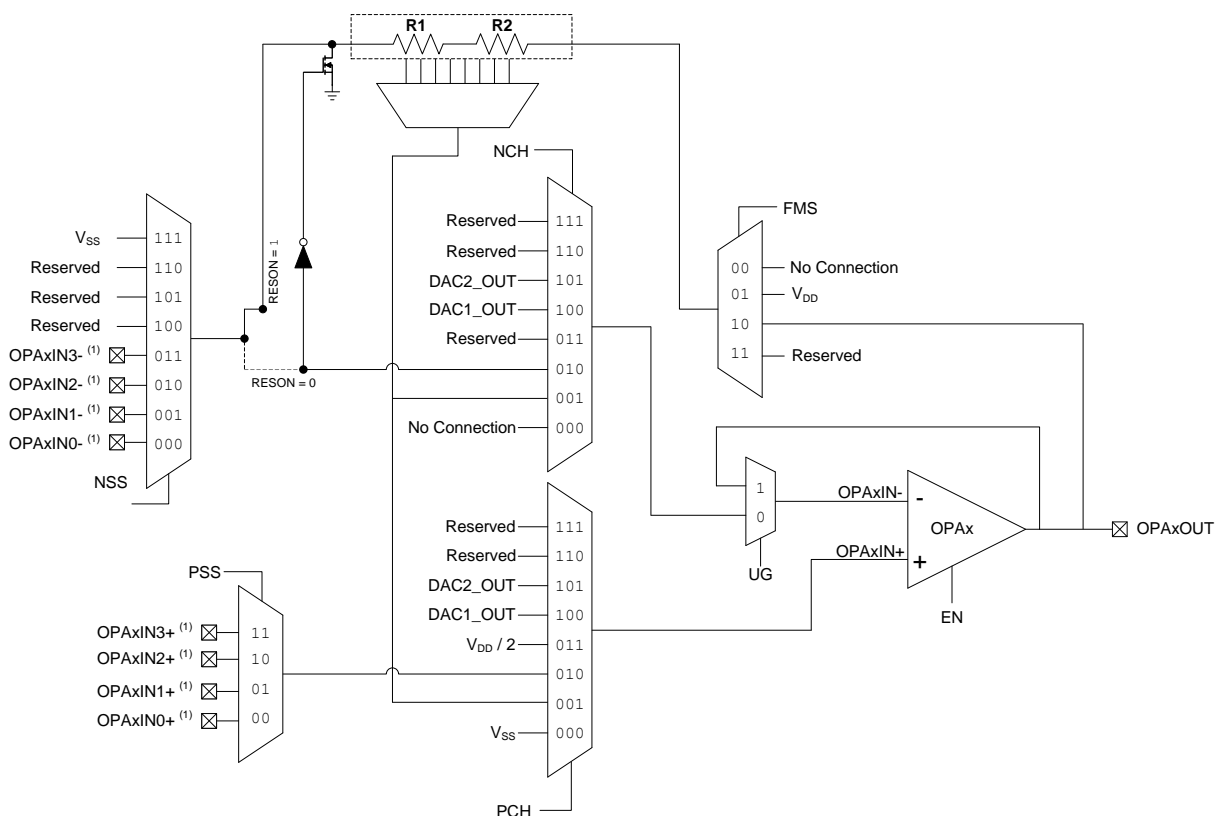 R1 R2
NCH
Reserved 111
Reserved 110
DAC2_OUT 101
DAC1_OUT 100
Reserved 011
010
001
No Connection 000
FMS
00 No Connection
01 VDD
10
11 Reserved
VSS 111
Reserved 110
Reserved 101
Reserved 100
OPAxIN3- (1) 011
OPAxIN2- (1) 010
OPAxIN1- (1) 001
OPAxIN0- (1) 000
NSS
RESON = 1
RESON = 0
1
0
UG
OPAxIN-
OPAxIN+
-
+
OPAx
EN
OPAxOUT
PSS
OPAxIN3+ (1) 11
OPAxIN2+ (1) 10
OPAxIN1+ (1) 01
OPAxIN0+ (1) 00
Reserved 111
Reserved 110
DAC2_OUT 101
DAC1_OUT 100
VDD / 2 011
010
001
VSS 000
PCH